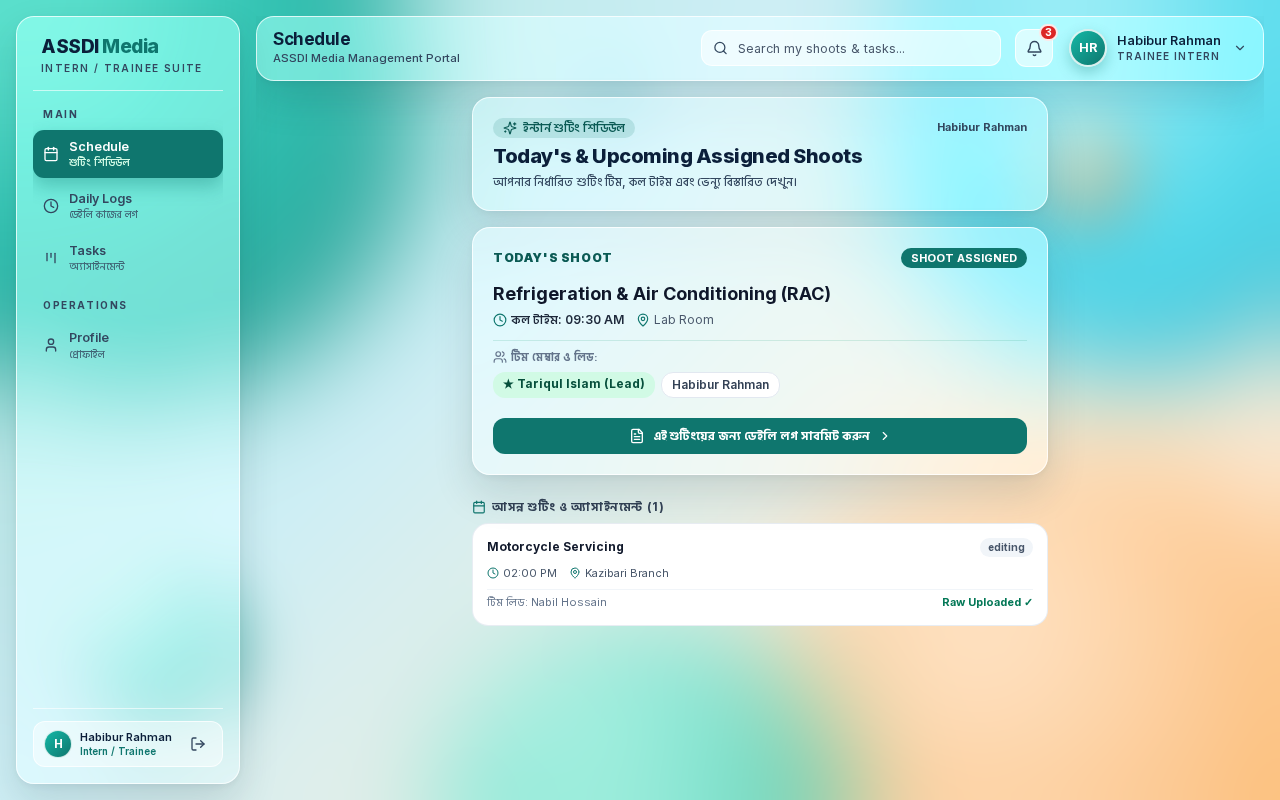 ASSDI Media
INTERN / TRAINEE SUITE
MAIN
Schedule
শুটিং শিডিউল
Daily Logs
ডেইলি কাজের লগ
Tasks
অ্যাসাইনমেন্ট
OPERATIONS
Profile
প্রোফাইল
H
Habibur Rahman
Intern / Trainee
Schedule
ASSDI Media Management Portal
Search my shoots & tasks...
3
HR
Habibur Rahman
TRAINEE INTERN
ইন্টার্ন শুটিং শিডিউল
Habibur Rahman
Today's & Upcoming Assigned Shoots
আপনার নির্ধারিত শুটিং টিম, কল টাইম এবং ভেন্যু বিস্তারিত দেখুন।
TODAY'S SHOOT
SHOOT ASSIGNED
Refrigeration & Air Conditioning (RAC)
কল টাইম: 09:30 AM Lab Room
টিম মেম্বার ও লিড:
★ Tariqul Islam (Lead) Habibur Rahman
এই শুটিংয়ের জন্য ডেইলি লগ সাবমিট করুন
আসন্ন শুটিং ও অ্যাসাইনমেন্ট (1)
Motorcycle Servicing
editing
02:00 PM Kazibari Branch
টিম লিড: Nabil Hossain
Raw Uploaded ✓